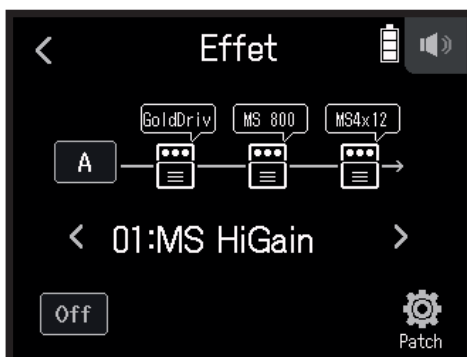 Effet
GoldDriv MS 800 MS4x12
A
01:MS HiGain
Off
Patch